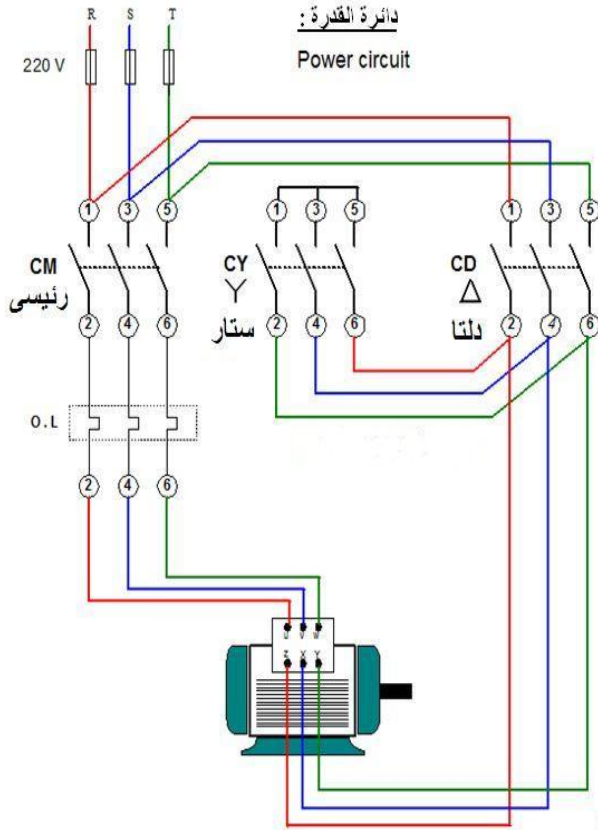 دائرة القدرة :
Power circuit
R S T
220 V
1 3 5
1 3 5
1 3 5
CM
رئيسى
CY
ستار
CD
Δ
دلتا
2 4 6
2 4 6
2 4 6
O.L
2 4 6
U V W
Z X Y